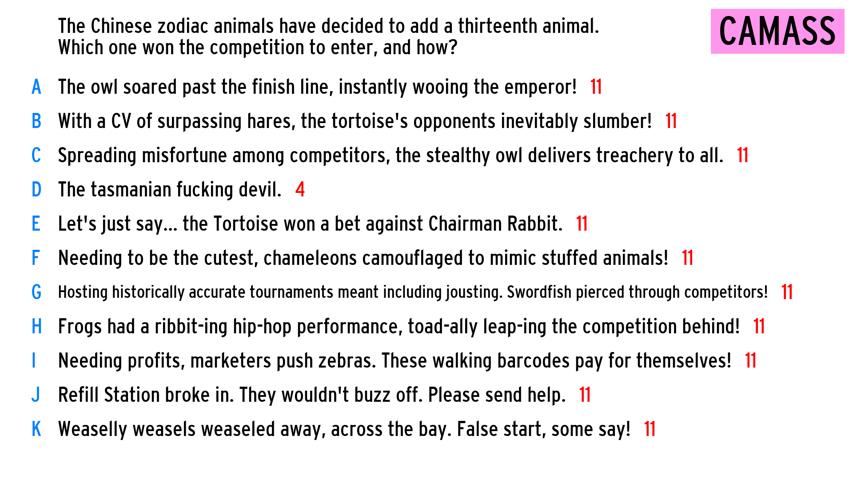 The Chinese zodiac animals have decided to add a thirteenth animal.
Which one won the competition to enter, and how?
CAMASS
A The owl soared past the finish line, instantly wooing the emperor! 11
B With a CV of surpassing hares, the tortoise's opponents inevitably slumber! 11
C Spreading misfortune among competitors, the stealthy owl delivers treachery to all. 11
D The tasmanian fucking devil. 4
E Let's just say... the Tortoise won a bet against Chairman Rabbit. 11
F Needing to be the cutest, chameleons camouflaged to mimic stuffed animals! 11
G Hosting historically accurate tournaments meant including jousting. Swordfish pierced through competitors! 11
H Frogs had a ribbit-ing hip-hop performance, toad-ally leap-ing the competition behind! 11
I Needing profits, marketers push zebras. These walking barcodes pay for themselves! 11
J Refill Station broke in. They wouldn't buzz off. Please send help. 11
K Weaselly weasels weaseled away, across the bay. False start, some say! 11